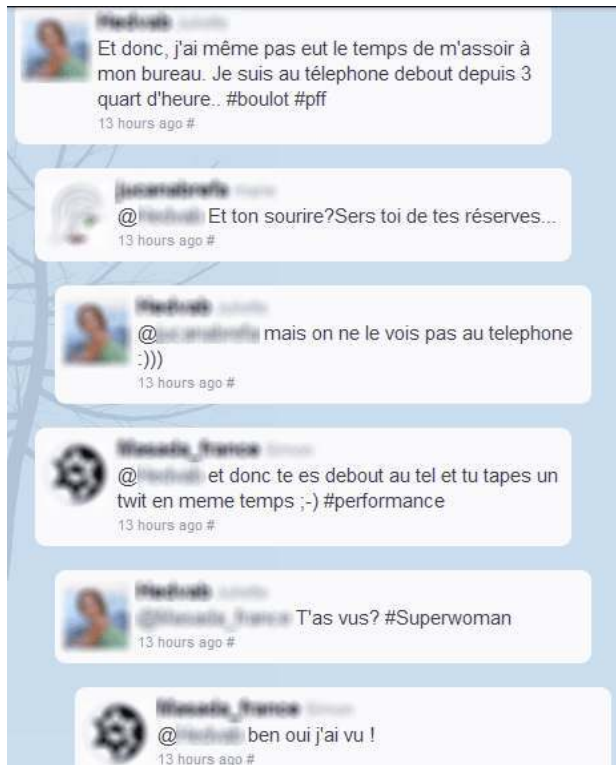 Et donc, j'ai même pas eut le temps de m'assoir à
mon bureau. Je suis au télephone debout depuis 3
quart d'heure.. #boulot #pff
13 hours ago #
@ Et ton sourire?Sers toi de tes réserves...
13 hours ago #
@ mais on ne le vois pas au telephone
:)))
13 hours ago #
@ et donc te es debout au tel et tu tapes un
twit en meme temps ;-) #performance
13 hours ago #
T'as vus? #Superwoman
13 hours ago #
@ ben oui j'ai vu !
13 hours ago #